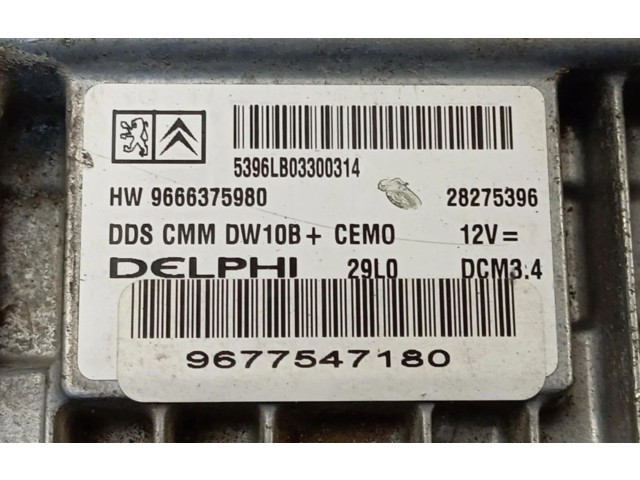 5396LB03300314
HW 9666375980 28275396
DDS CMM DW10B+ CEMO 12V=
DELPHI 29L0 DCM3.4
9677547180